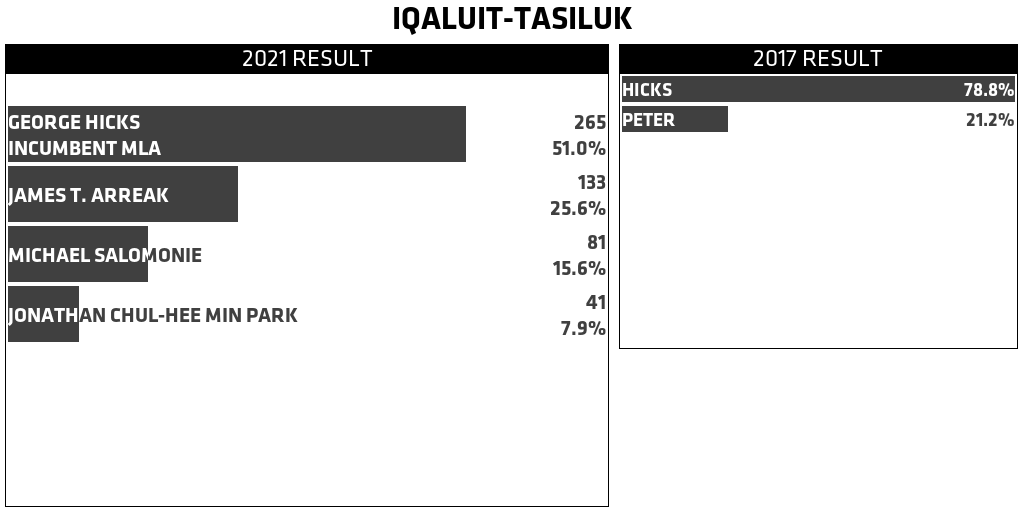 IQALUIT-TASILUK
2021 RESULT
GEORGE HICKS 265
INCUMBENT MLA 51.0%
JAMES T. ARREAK 133
25.6%
MICHAEL SALOMONIE 81
15.6%
JONATHAN CHUL-HEE MIN PARK 41
7.9%
2017 RESULT
HICKS 78.8%
PETER 21.2%